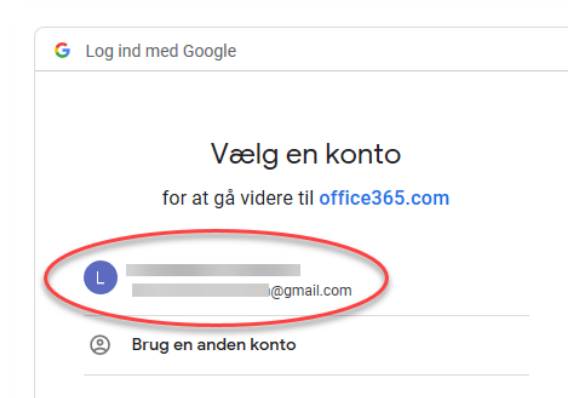 Log ind med Google
Vælg en konto
for at gå videre til office365.com
L
@gmail.com
Brug en anden konto